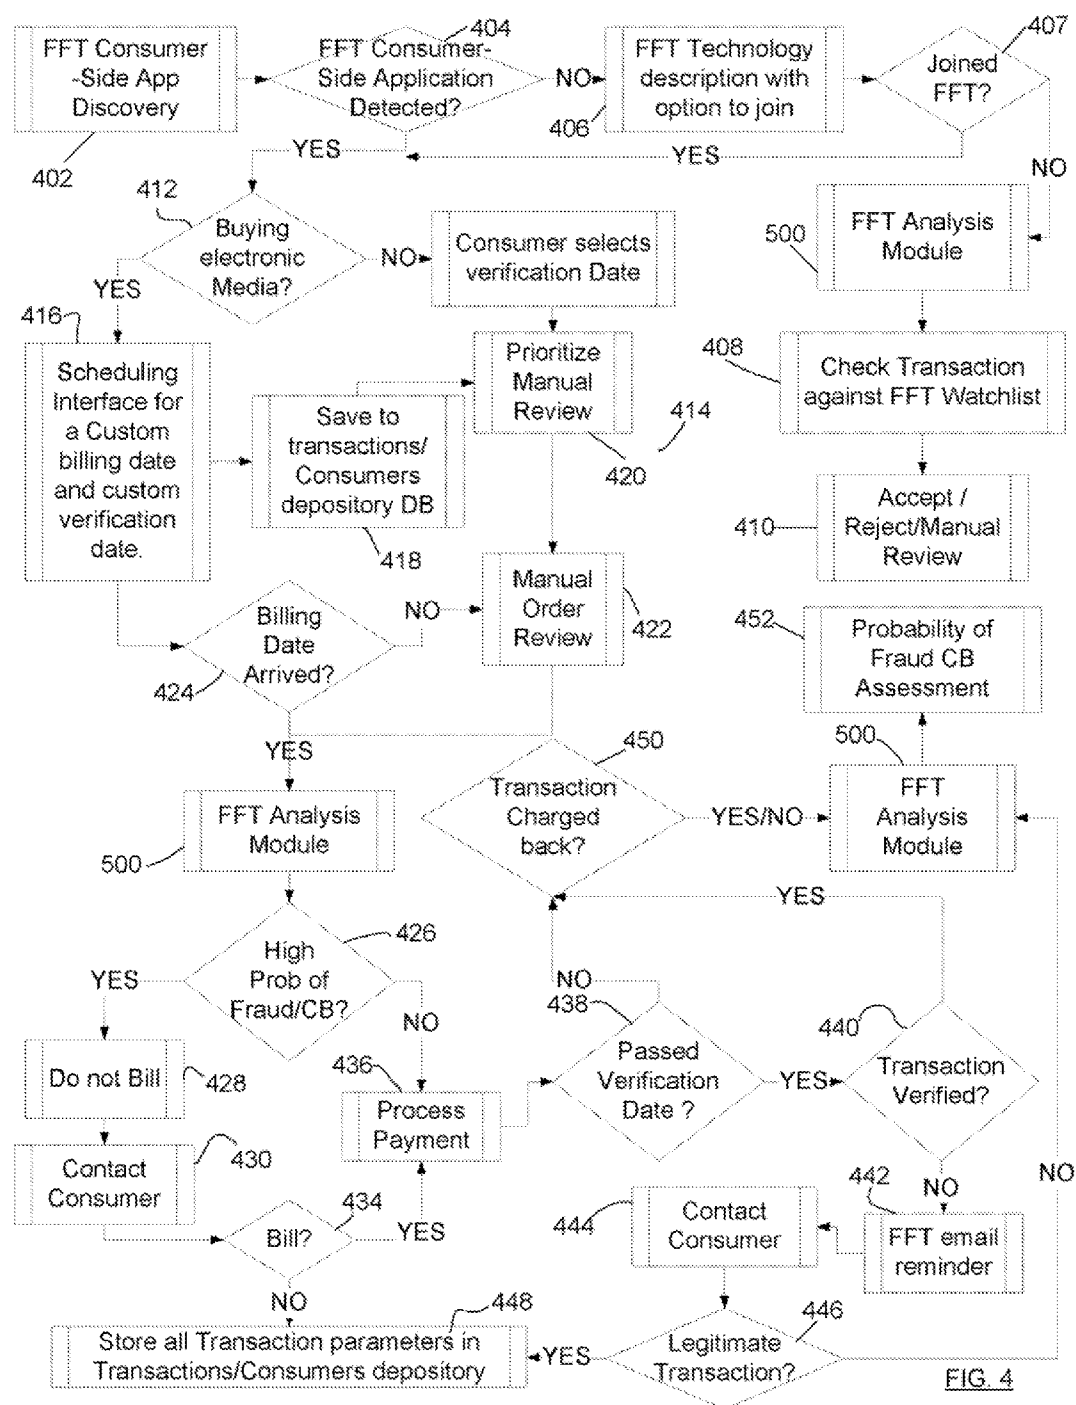 FFT Consumer
-Side App
Discovery
402
404
FFT Consumer-
Side Application
Detected?
NO
FFT Technology
description with
option to join
406
407
Joined
FFT?
YES
YES
NO
412
Buying
electronic
Media?
NO
Consumer selects
verification Date
500
FFT Analysis
Module
YES
416
Scheduling
Interface for
a Custom
billing date
and custom
verification
date.
Prioritize
Manual
Review
420
414
408
Check Transaction
against FFT Watchlist
Save to
transactions/
Consumers
depository DB
418
410
Accept /
Reject/Manual
Review
Billing
Date
Arrived?
424
NO
Manual
Order
Review
422
452
Probability of
Fraud CB
Assessment
YES
450
Transaction
Charged
back?
YES/NO
500
FFT
Analysis
Module
FFT Analysis
Module
500
YES
High
Prob of
Fraud/CB?
426
YES
NO
NO
438
Passed
Verification
Date ?
YES
440
Transaction
Verified?
Do not Bill
428
436
Process
Payment
Contact
Consumer
430
NO
NO
442
FFT email
reminder
444
Contact
Consumer
Bill?
434
YES
NO
448
Store all Transaction parameters in
Transactions/Consumers depository
YES
Legitimate
Transaction?
446
FIG. 4